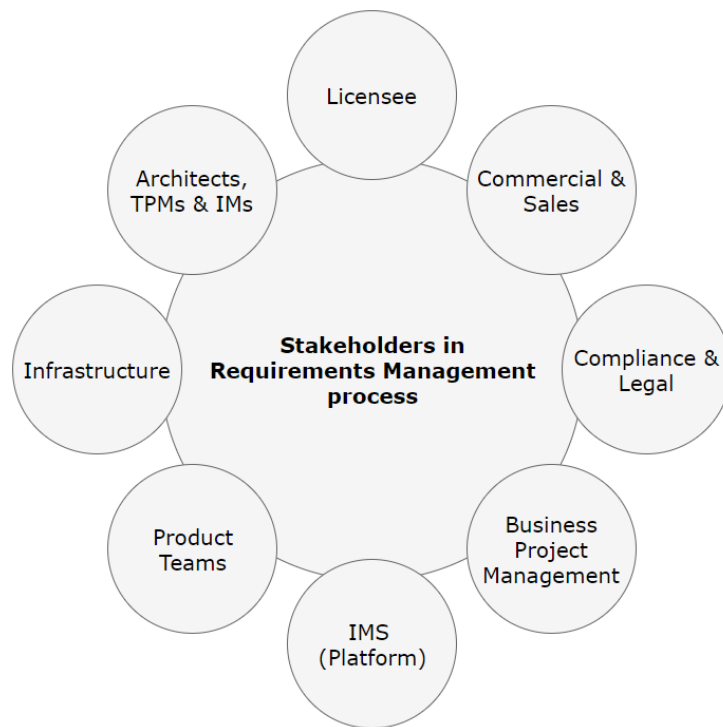 Licensee
Commercial &
Sales
Compliance &
Legal
Business
Project
Management
IMS
(Platform)
Product
Teams
Infrastructure
Architects,
TPMs & IMs
Stakeholders in
Requirements Management
process